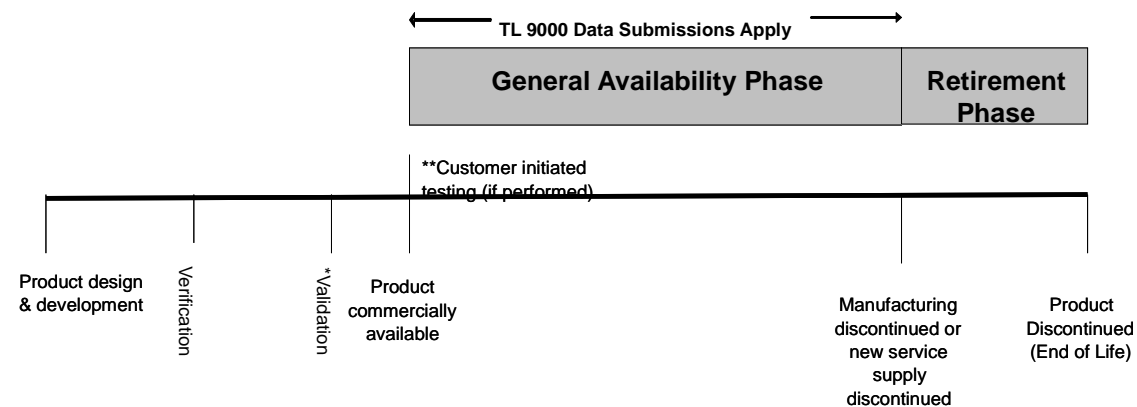 TL 9000 Data Submissions Apply
General Availability Phase
Retirement
Phase
**Customer initiated
testing (if performed)
Product design
& development
Verification
*Validation
Product
commercially
available
Manufacturing
discontinued or
new service
supply
discontinued
Product
Discontinued
(End of Life)